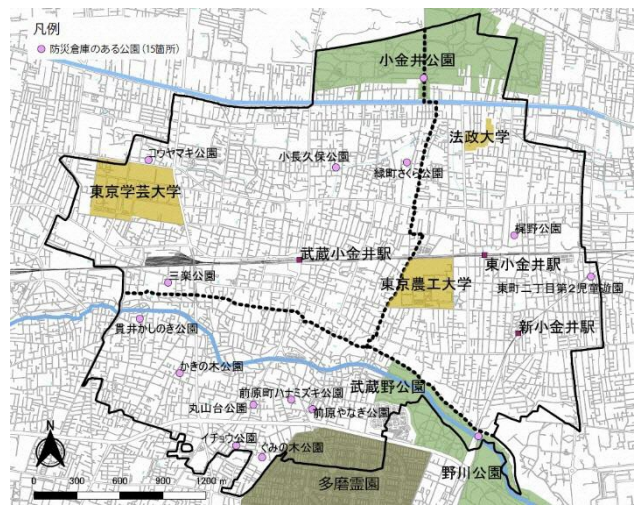 凡例
防災倉庫のある公園(15箇所)
小金井公園
法政大学
コウヤマキ公園
小長久保公園
緑町さくら公園
東京学芸大学
梶野公園
武蔵小金井駅
東小金井駅
三楽公園
東京農工大学
東町二丁目第2児童遊園
貫井かしのき公園
新小金井駅
かきの木公園
武蔵野公園
前原町ハナミズキ公園
丸山台公園
前原やなぎ公園
イチョウ公園
ぐみの木公園
野川公園
多磨霊園
N
0 300 600 900 1200 m